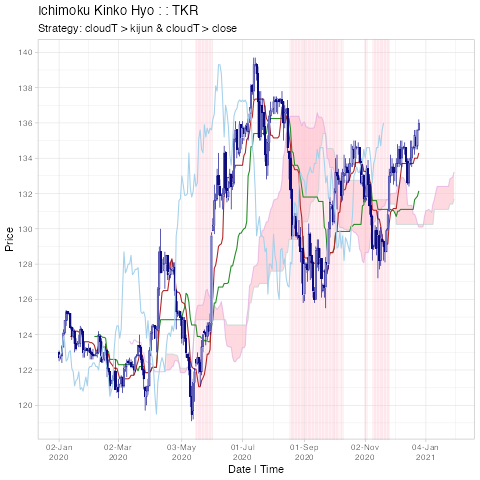 Ichimoku Kinko Hyo : : TKR
Strategy: cloudT > kijun & cloudT > close
140
138
136
134
132
130
128
126
124
122
120
Price
02-Jan 2020
02-Mar 2020
03-May 2020
01-Jul 2020
01-Sep 2020
02-Nov 2020
04-Jan 2021
Date | Time